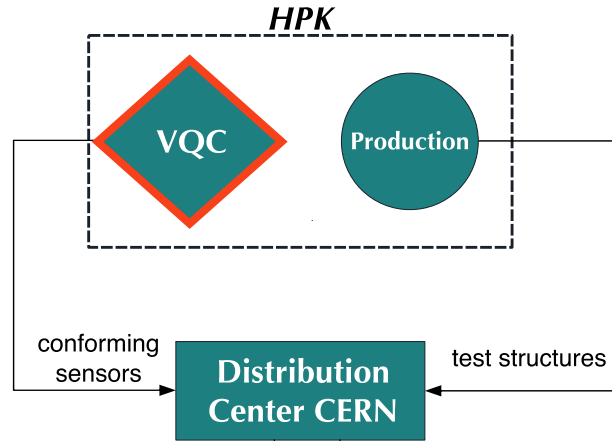 HPK
VQC
Production
conforming
sensors
test structures
Distribution
Center CERN